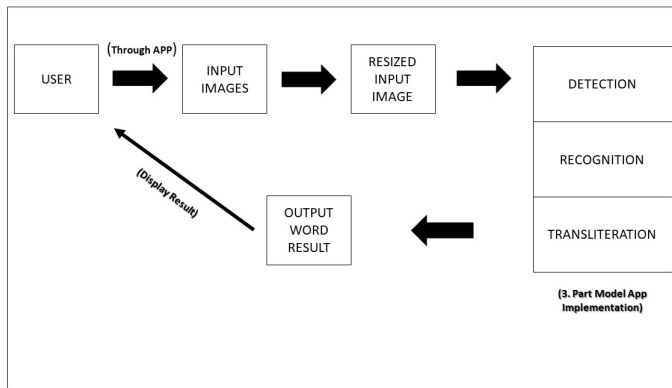 (Through APP)
USER
INPUT
IMAGES
RESIZED
INPUT
IMAGE
DETECTION
RECOGNITION
TRANSLITERATION
(3. Part Model App
Implementation)
OUTPUT
WORD
RESULT
(Display Result)